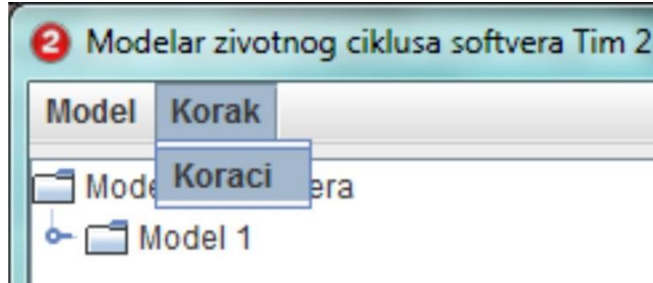 2 Modelar zivotnog ciklusa softvera Tim 2
Model Korak
Koraci
Model 1